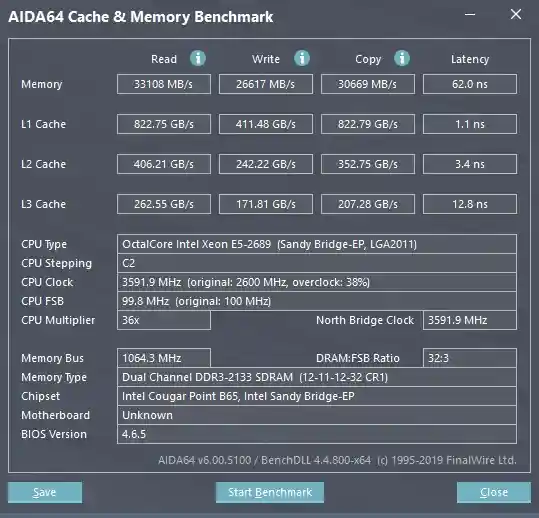 AIDA64 Cache & Memory Benchmark
Read Write Copy Latency
Memory 33108 MB/s 26617 MB/s 30669 MB/s 62.0 ns
L1 Cache 822.75 GB/s 411.48 GB/s 822.79 GB/s 1.1 ns
L2 Cache 406.21 GB/s 242.22 GB/s 352.75 GB/s 3.4 ns
L3 Cache 262.55 GB/s 171.81 GB/s 207.28 GB/s 12.8 ns
CPU Type OctalCore Intel Xeon E5-2689 (Sandy Bridge-EP, LGA2011)
CPU Stepping C2
CPU Clock 3591.9 MHz (original: 2600 MHz, overclock: 38%)
CPU FSB 99.8 MHz (original: 100 MHz)
CPU Multiplier 36x North Bridge Clock 3591.9 MHz
Memory Bus 1064.3 MHz DRAM:FSB Ratio 32:3
Memory Type Dual Channel DDR3-2133 SDRAM (12-11-12-32 CR1)
Chipset Intel Cougar Point B65, Intel Sandy Bridge-EP
Motherboard Unknown
BIOS Version 4.6.5
AIDA64 v6.00.5100 / BenchDLL 4.4.800-x64 (c) 1995-2019 FinalWire Ltd.
Save Start Benchmark Close